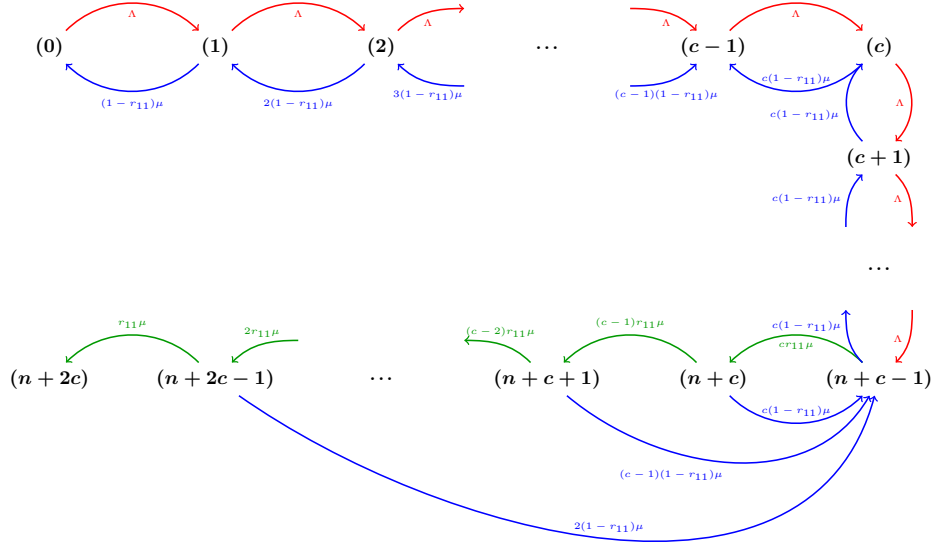 Λ Λ Λ Λ Λ
(0) (1) (2) ... (c − 1) (c)
(1 − r₁₁)μ 2(1 − r₁₁)μ 3(1 − r₁₁)μ (c − 1)(1 − r₁₁)μ c(1 − r₁₁)μ
c(1 − r₁₁)μ Λ
(c + 1)
c(1 − r₁₁)μ Λ
...
r₁₁μ 2r₁₁μ (c − 2)r₁₁μ (c − 1)r₁₁μ c(1 − r₁₁)μ Λ
cr₁₁μ
(n + 2c) (n + 2c − 1) ... (n + c + 1) (n + c) (n + c − 1)
c(1 − r₁₁)μ
(c − 1)(1 − r₁₁)μ
2(1 − r₁₁)μ